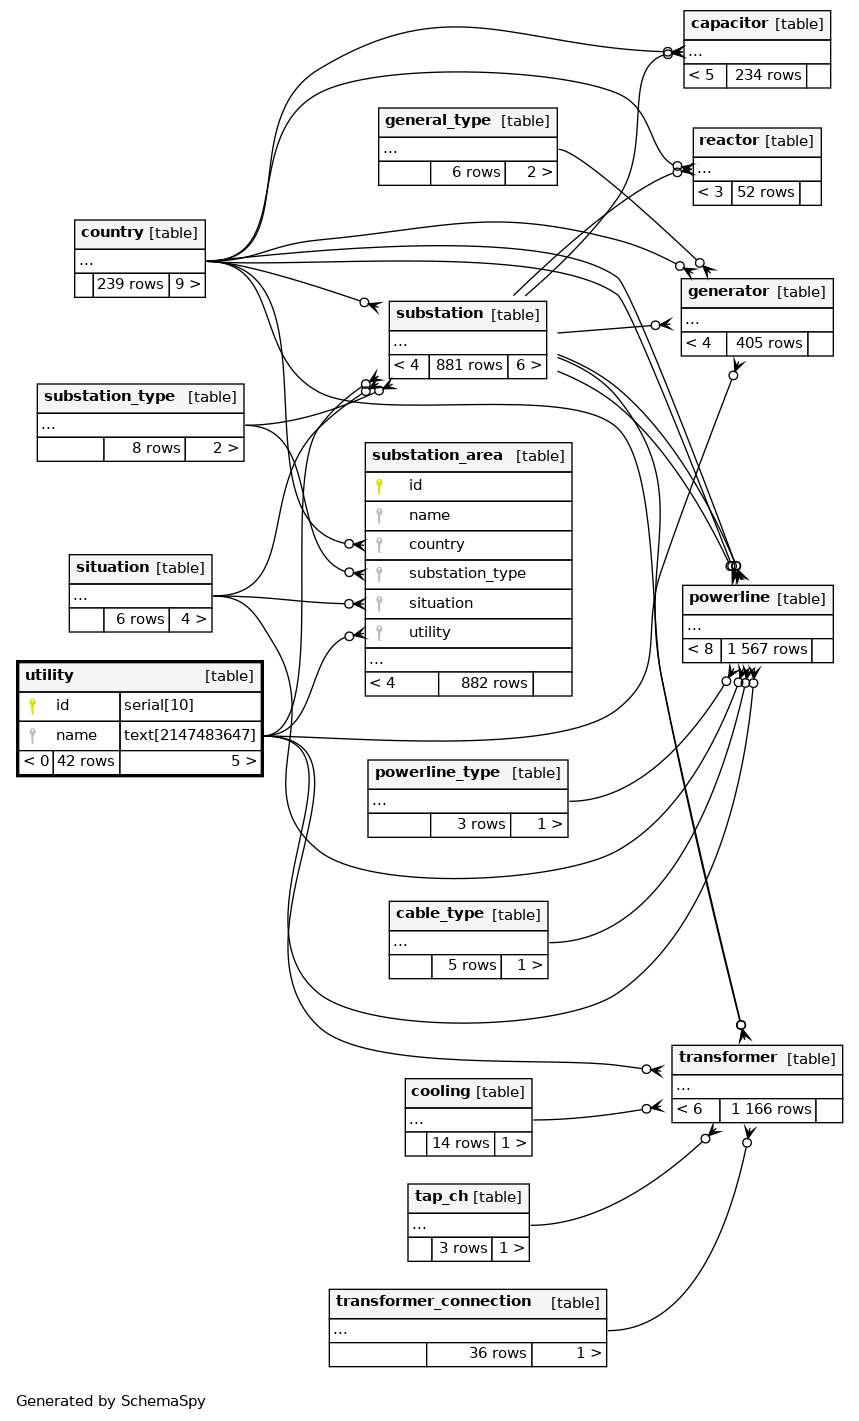 capacitor [table]
...
< 5 234 rows
general_type [table]
...
6 rows 2 >
reactor [table]
...
< 3 52 rows
country [table]
...
239 rows 9 >
generator [table]
...
< 4 405 rows
substation [table]
...
< 4 881 rows 6 >
substation_type [table]
...
8 rows 2 >
substation_area [table]
id
name
country
substation_type
situation
utility
...
< 4 882 rows
situation [table]
...
6 rows 4 >
powerline [table]
...
< 8 1 567 rows
utility [table]
id serial[10]
name text[2147483647]
< 0 42 rows 5 >
powerline_type [table]
...
3 rows 1 >
cable_type [table]
...
5 rows 1 >
transformer [table]
...
< 6 1 166 rows
cooling [table]
...
14 rows 1 >
tap_ch [table]
...
3 rows 1 >
transformer_connection [table]
...
36 rows 1 >
Generated by SchemaSpy